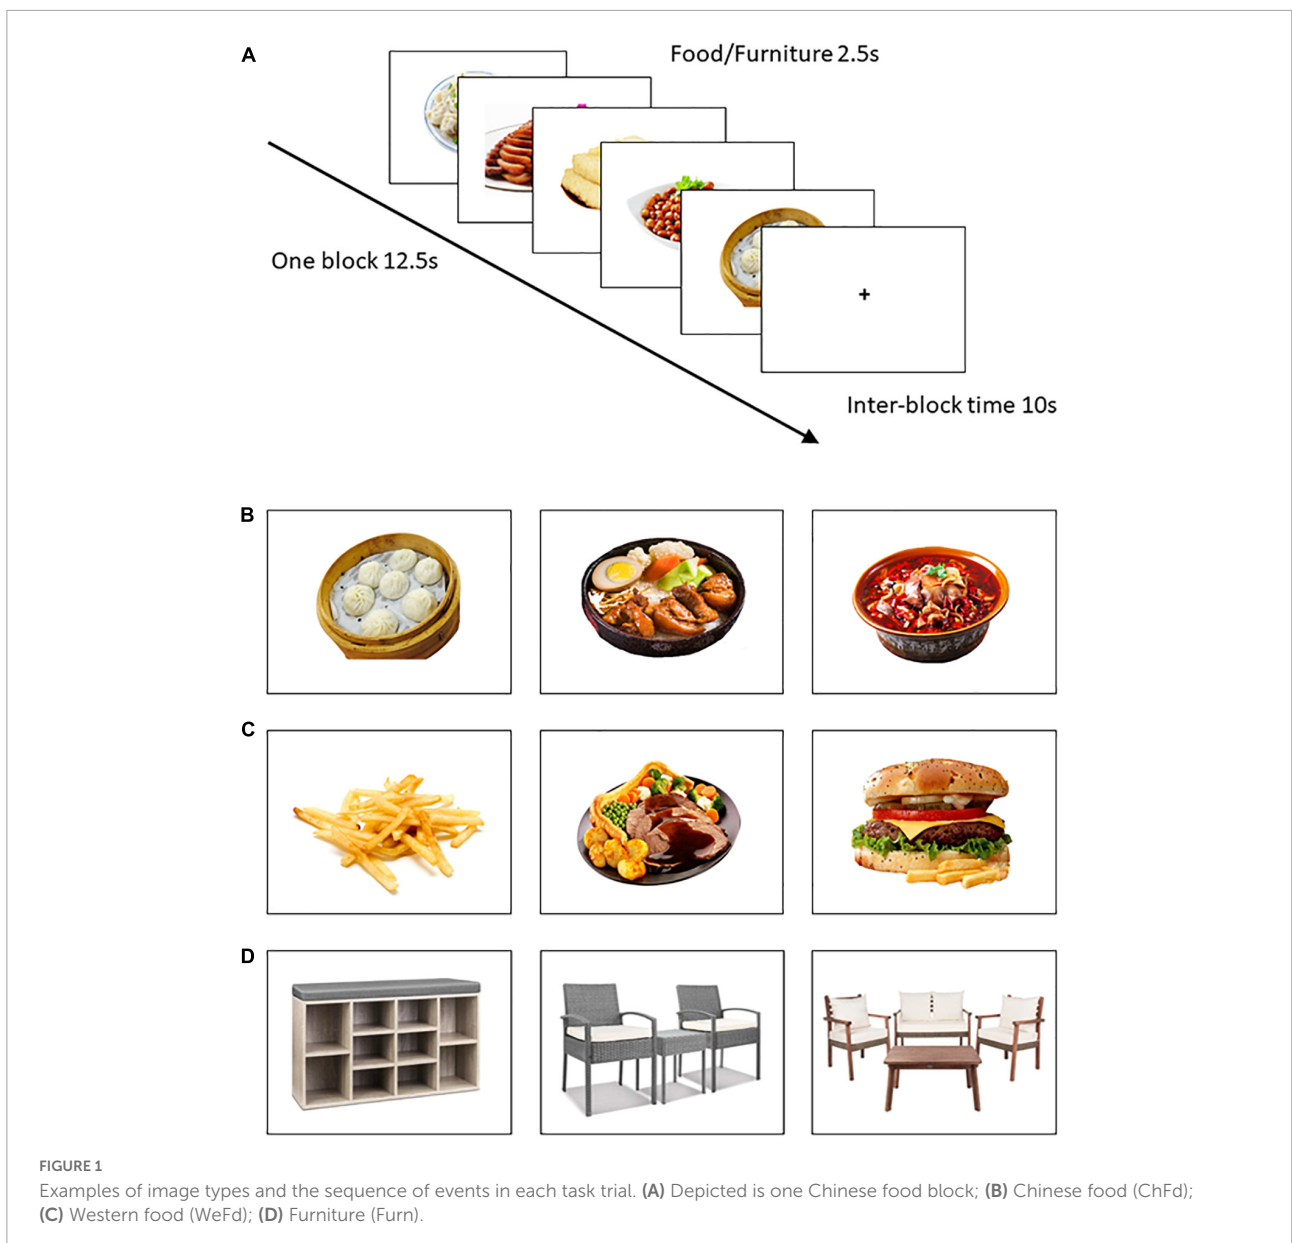 A
Food/Furniture 2.5s
One block 12.5s
+
Inter-block time 10s
B
C
D
FIGURE 1
Examples of image types and the sequence of events in each task trial. (A) Depicted is one Chinese food block; (B) Chinese food (ChFd);
(C) Western food (WeFd); (D) Furniture (Furn).